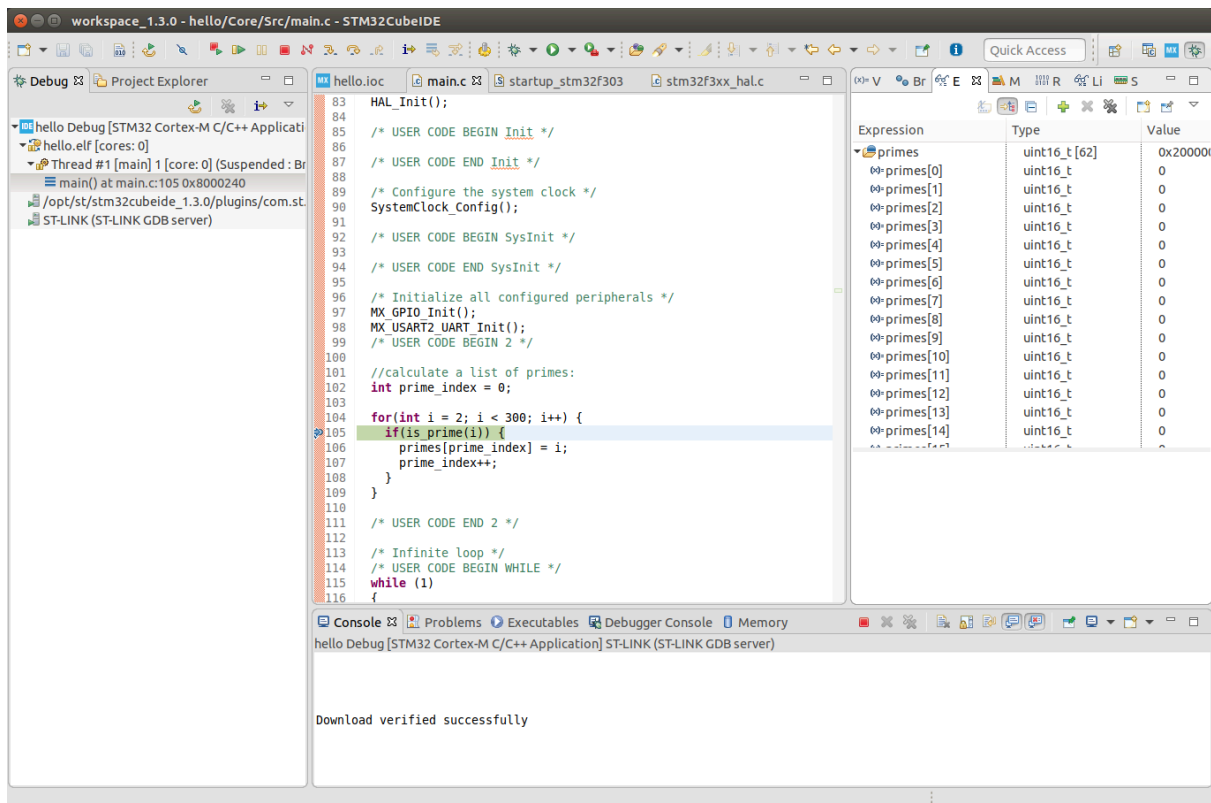 workspace_1.3.0 - hello/Core/Src/main.c - STM32CubeIDE
Quick Access
Debug Project Explorer
hello Debug [STM32 Cortex-M C/C++ Applicati
hello.elf [cores: 0]
Thread #1 [main] 1 [core: 0] (Suspended : Br
main() at main.c:105 0x8000240
/opt/st/stm32cubeide_1.3.0/plugins/com.st.
ST-LINK (ST-LINK GDB server)
hello.ioc main.c startup_stm32f303 stm32f3xx_hal.c
83 HAL_Init();
84
85 /* USER CODE BEGIN Init */
86
87 /* USER CODE END Init */
88
89 /* Configure the system clock */
90 SystemClock_Config();
91
92 /* USER CODE BEGIN SysInit */
93
94 /* USER CODE END SysInit */
95
96 /* Initialize all configured peripherals */
97 MX_GPIO_Init();
98 MX_USART2_UART_Init();
99 /* USER CODE BEGIN 2 */
100
101 //calculate a list of primes:
102 int prime_index = 0;
103
104 for(int i = 2; i < 300; i++) {
105 if(is_prime(i)) {
106 primes[prime_index] = i;
107 prime_index++;
108 }
109 }
110
111 /* USER CODE END 2 */
112
113 /* Infinite loop */
114 /* USER CODE BEGIN WHILE */
115 while (1)
116 {
(x)= V Br E M R Li S
Expression Type Value
primes uint16_t [62] 0x200000
primes[0] uint16_t 0
primes[1] uint16_t 0
primes[2] uint16_t 0
primes[3] uint16_t 0
primes[4] uint16_t 0
primes[5] uint16_t 0
primes[6] uint16_t 0
primes[7] uint16_t 0
primes[8] uint16_t 0
primes[9] uint16_t 0
primes[10] uint16_t 0
primes[11] uint16_t 0
primes[12] uint16_t 0
primes[13] uint16_t 0
primes[14] uint16_t 0
Console Problems Executables Debugger Console Memory
hello Debug [STM32 Cortex-M C/C++ Application] ST-LINK (ST-LINK GDB server)
Download verified successfully